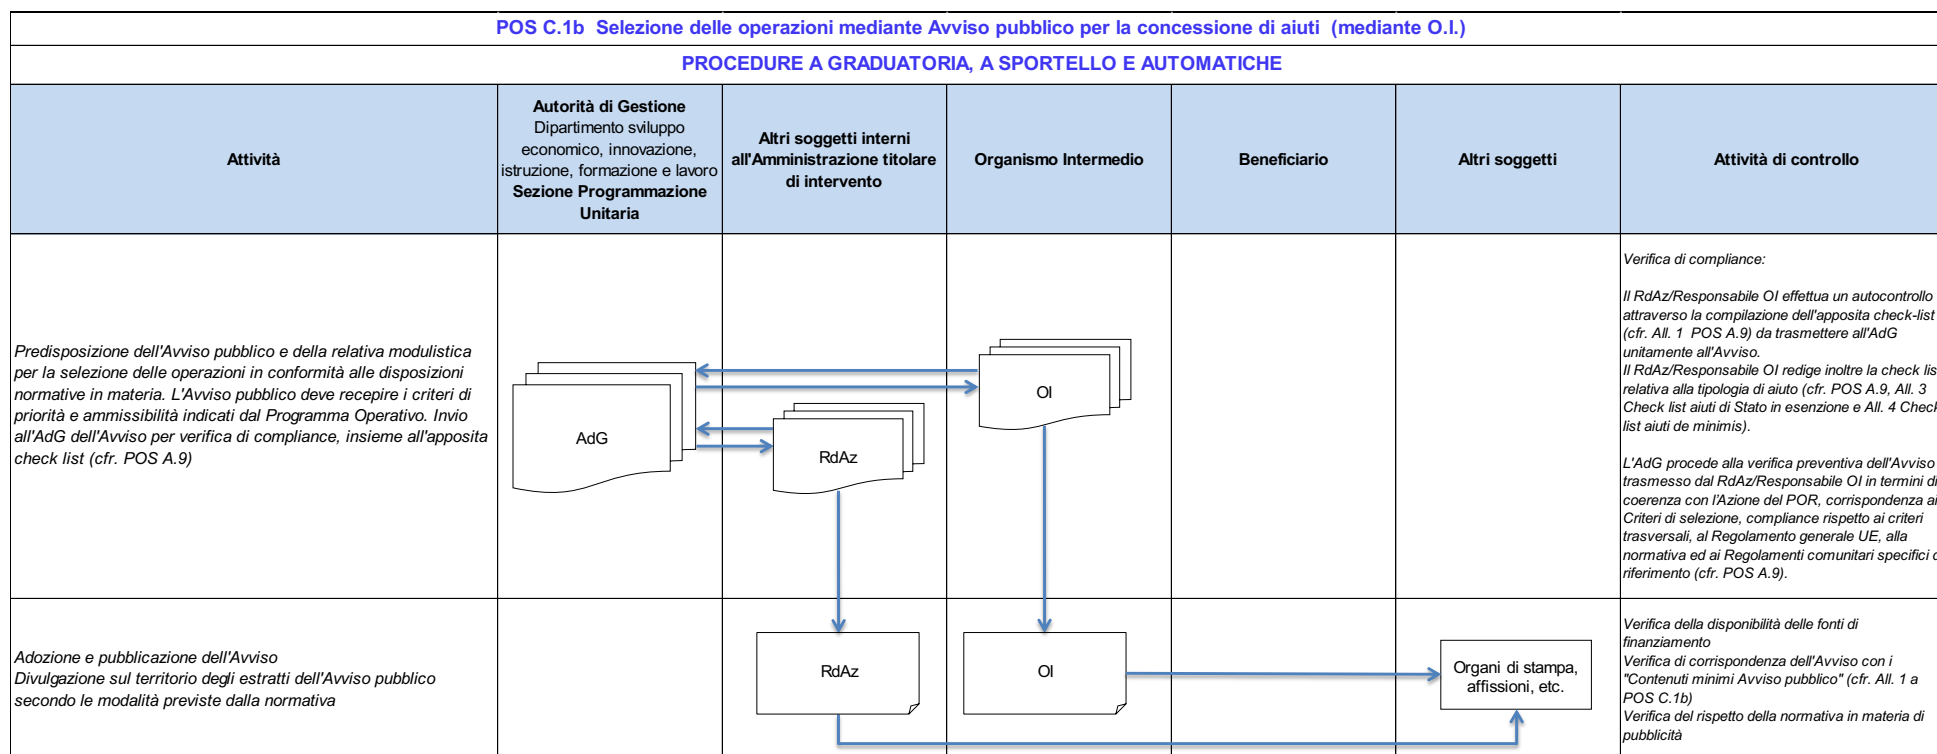 POS C.1b Selezione delle operazioni mediante Avviso pubblico per la concessione di aiuti (mediante O.I.)
PROCEDURE A GRADUATORIA, A SPORTELLO E AUTOMATICHE
Attività
Autorità di Gestione
Dipartimento sviluppo
economico, innovazione,
istruzione, formazione e lavoro
Sezione Programmazione
Unitaria
Altri soggetti interni
all'Amministrazione titolare
di intervento
Organismo Intermedio
Beneficiario
Altri soggetti
Attività di controllo
Predisposizione dell'Avviso pubblico e della relativa modulistica
per la selezione delle operazioni in conformità alle disposizioni
normative in materia. L'Avviso pubblico deve recepire i criteri di
priorità e ammissibilità indicati dal Programma Operativo. Invio
all'AdG dell'Avviso per verifica di compliance, insieme all'apposita
check list (cfr. POS A.9)
AdG
RdAz
OI
Verifica di compliance:
Il RdAz/Responsabile OI effettua un autocontrollo
attraverso la compilazione dell'apposita check-list
(cfr. All. 1 POS A.9) da trasmettere all'AdG
unitamente all'Avviso.
Il RdAz/Responsabile OI redige inoltre la check lis
relativa alla tipologia di aiuto (cfr. POS A.9, All. 3
Check list aiuti di Stato in esenzione e All. 4 Check
list aiuti de minimis).
L'AdG procede alla verifica preventiva dell'Avviso
trasmesso dal RdAz/Responsabile OI in termini di
coerenza con l'Azione del POR, corrispondenza ai
Criteri di selezione, compliance rispetto ai criteri
trasversali, al Regolamento generale UE, alla
normativa ed ai Regolamenti comunitari specifici d
riferimento (cfr. POS A.9).
Adozione e pubblicazione dell'Avviso
Divulgazione sul territorio degli estratti dell'Avviso pubblico
secondo le modalità previste dalla normativa
RdAz
OI
Organi di stampa,
affissioni, etc.
Verifica della disponibilità delle fonti di
finanziamento
Verifica di corrispondenza dell'Avviso con i
"Contenuti minimi Avviso pubblico" (cfr. All. 1 a
POS C.1b)
Verifica del rispetto della normativa in materia di
pubblicità